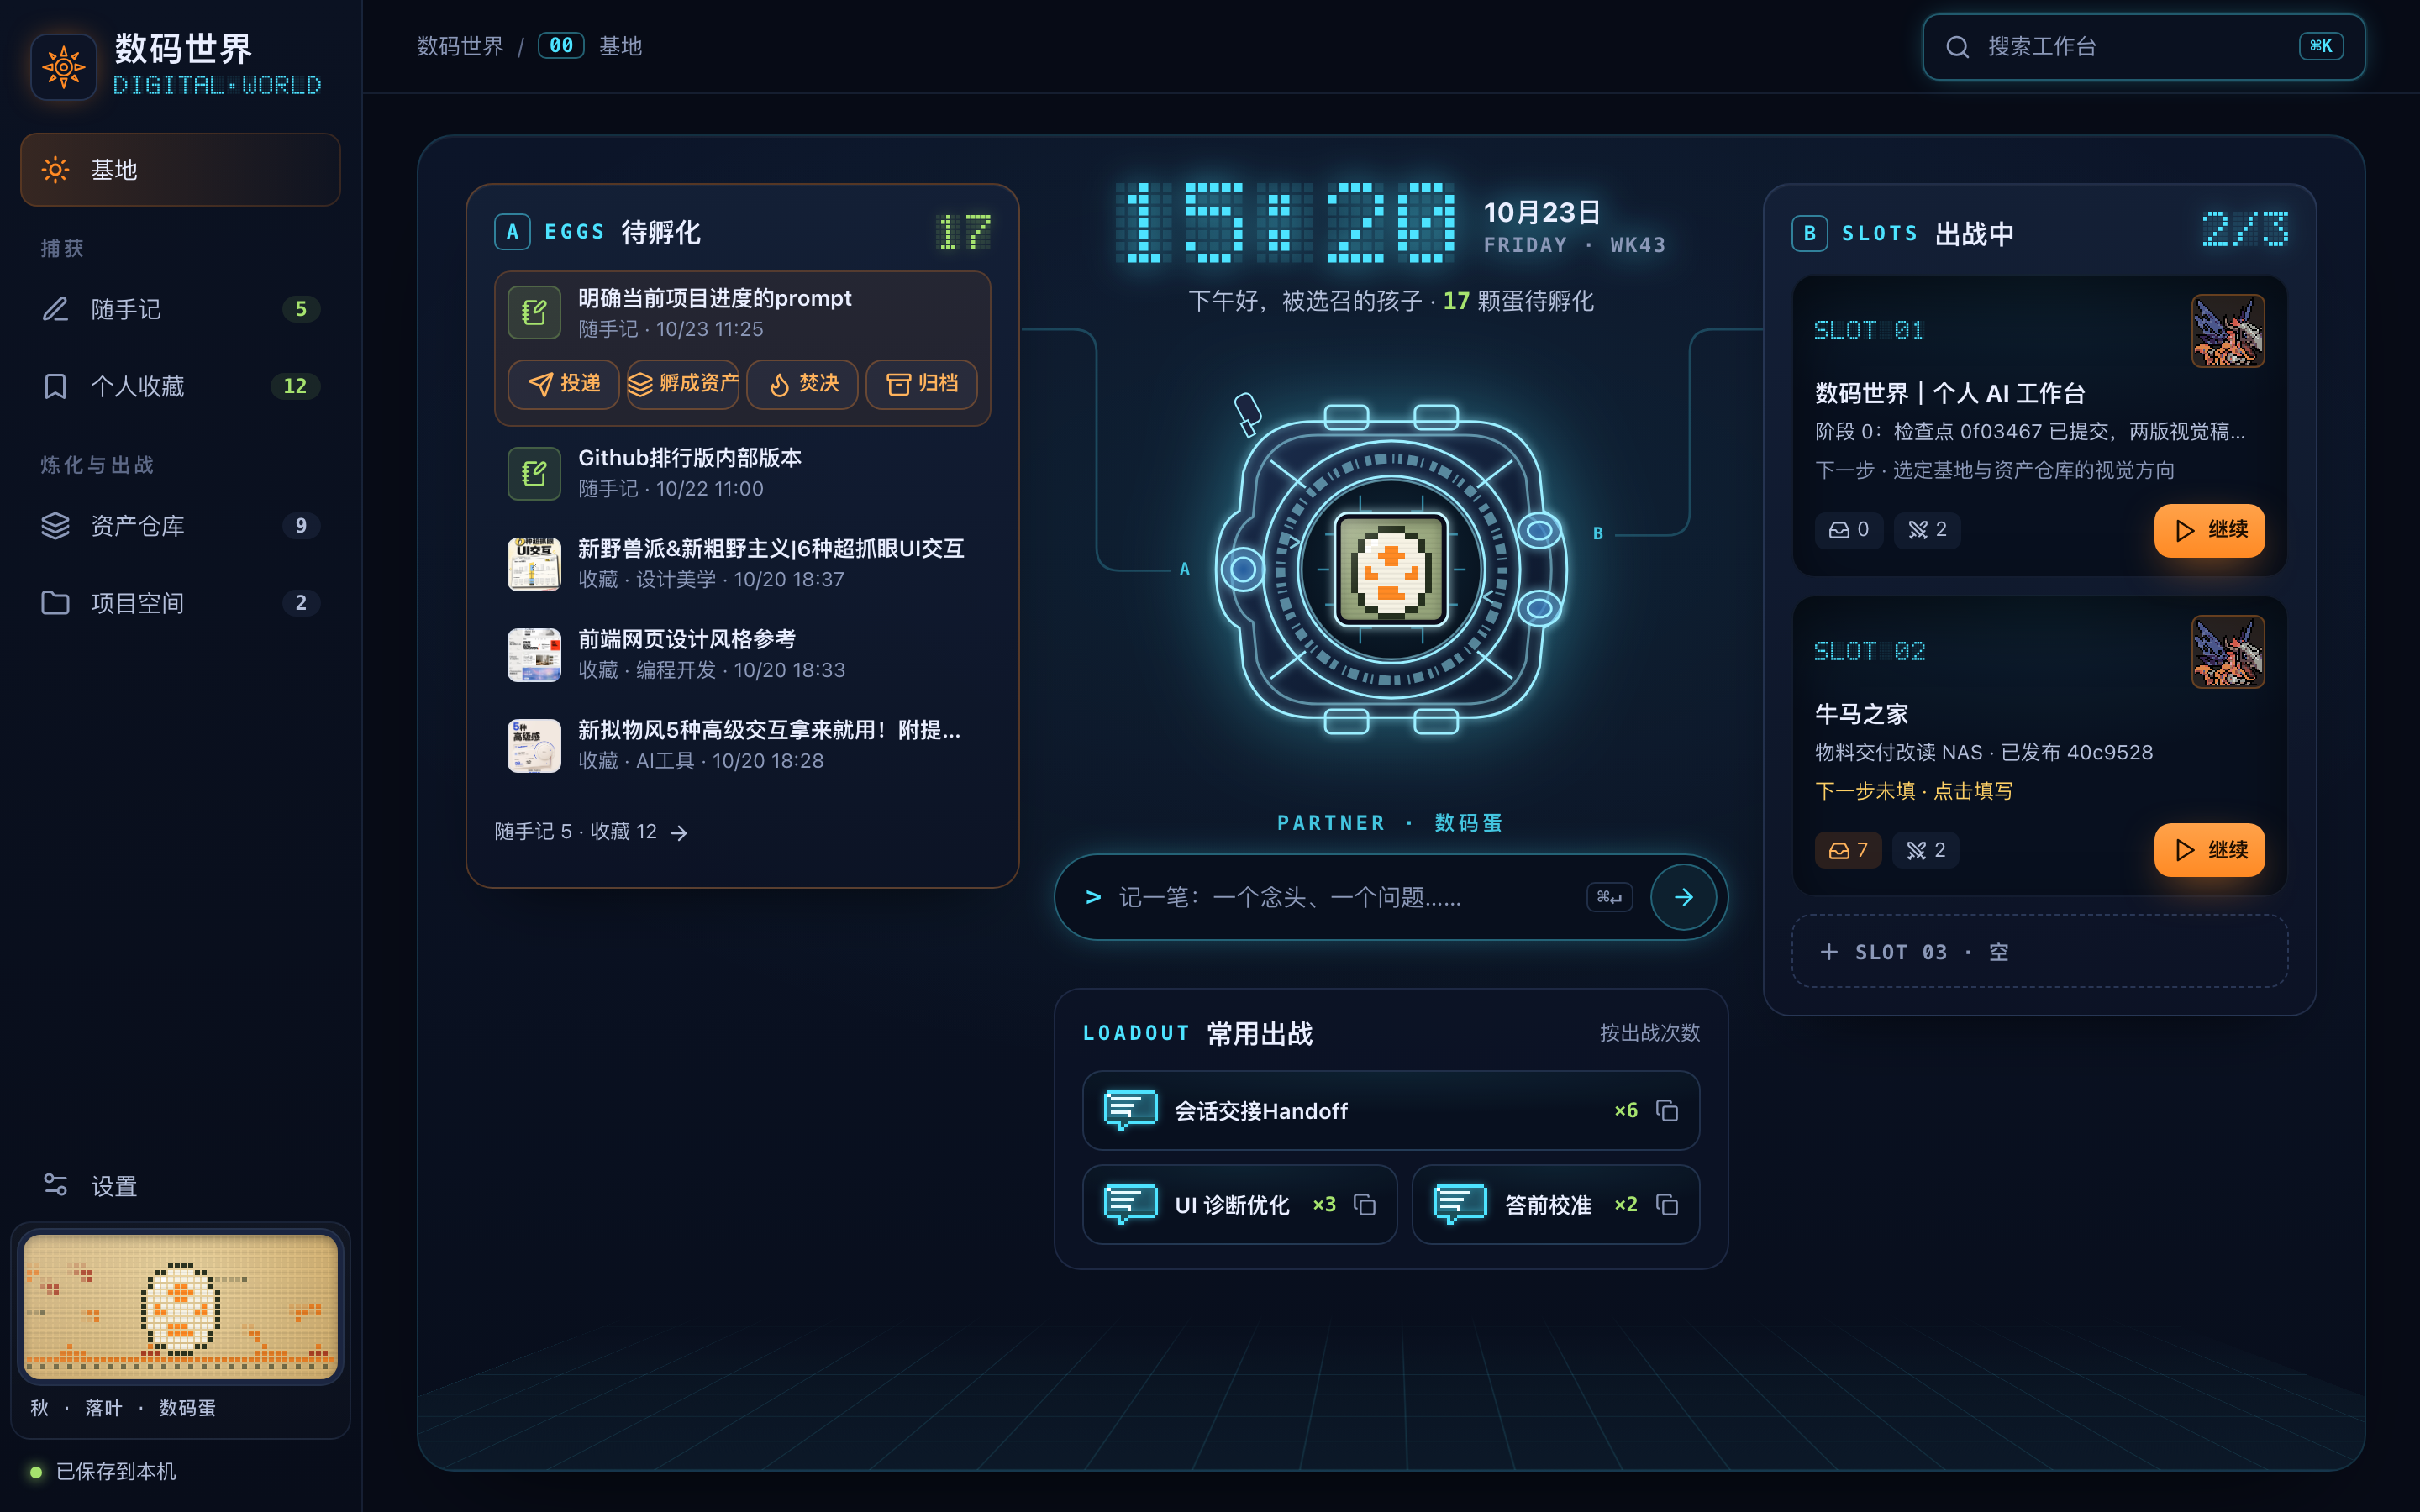 数码世界
DIGITAL·WORLD
基地
捕获
随手记 5
个人收藏 12
炼化与出战
资产仓库 9
项目空间 2
设置
秋 · 落叶 · 数码蛋
已保存到本机
数码世界 / 00 基地
搜索工作台 ⌘K
A EGGS 待孵化 17
明确当前项目进度的prompt
随手记 · 10/23 11:25
投递 孵成资产 焚决 归档
Github排行版内部版本
随手记 · 10/22 11:00
新野兽派&新粗野主义|6种超抓眼UI交互
收藏 · 设计美学 · 10/20 18:37
前端网页设计风格参考
收藏 · 编程开发 · 10/20 18:33
新拟物风5种高级交互拿来就用！附提...
收藏 · AI工具 · 10/20 18:28
随手记 5 · 收藏 12 →
15:20
10月23日
FRIDAY · WK43
下午好，被选召的孩子 · 17 颗蛋待孵化
A
B
PARTNER · 数码蛋
> 记一笔：一个念头、一个问题…… ⌘↵
LOADOUT 常用出战 按出战次数
会话交接Handoff ×6
UI 诊断优化 ×3
答前校准 ×2
B SLOTS 出战中 2/3
SLOT 01
数码世界｜个人 AI 工作台
阶段 0：检查点 0f03467 已提交，两版视觉稿...
下一步 · 选定基地与资产仓库的视觉方向
0 2 继续
SLOT 02
牛马之家
物料交付改读 NAS · 已发布 40c9528
下一步未填 · 点击填写
7 2 继续
+ SLOT 03 · 空